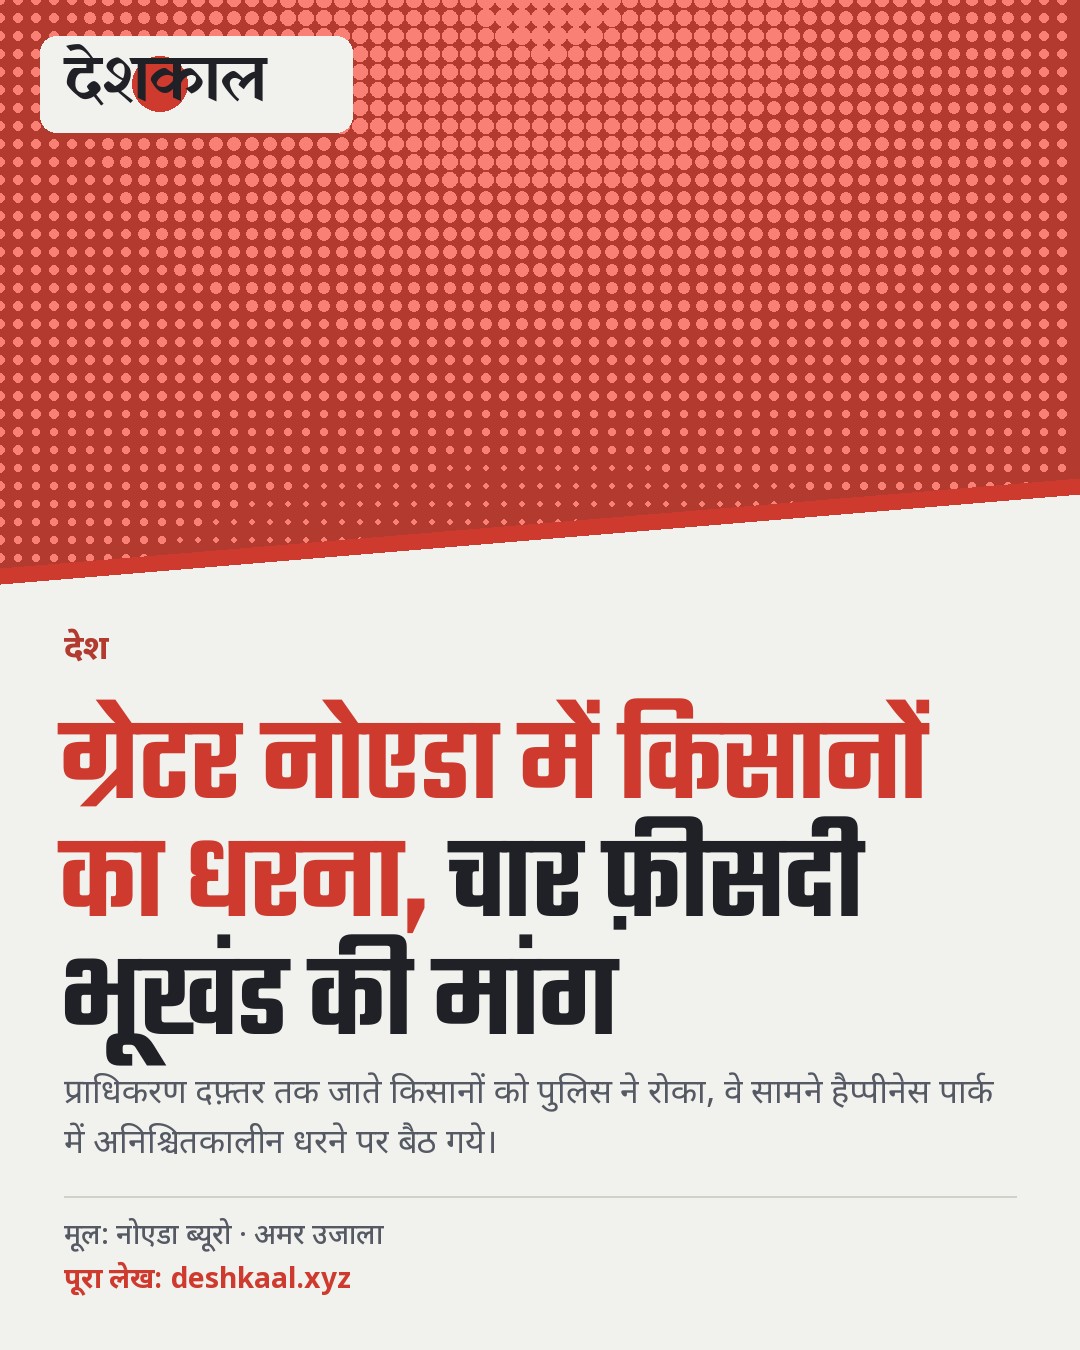 देशकाल
देश
ग्रेटर नोएडा में किसानों
का धरना, चार फ़ीसदी
भूखंड की मांग
प्राधिकरण दफ़्तर तक जाते किसानों को पुलिस ने रोका, वे सामने हैप्पीनेस पार्क
में अनिश्चितकालीन धरने पर बैठ गये।
मूल: नोएडा ब्यूरो · अमर उजाला
पूरा लेख: deshkaal.xyz